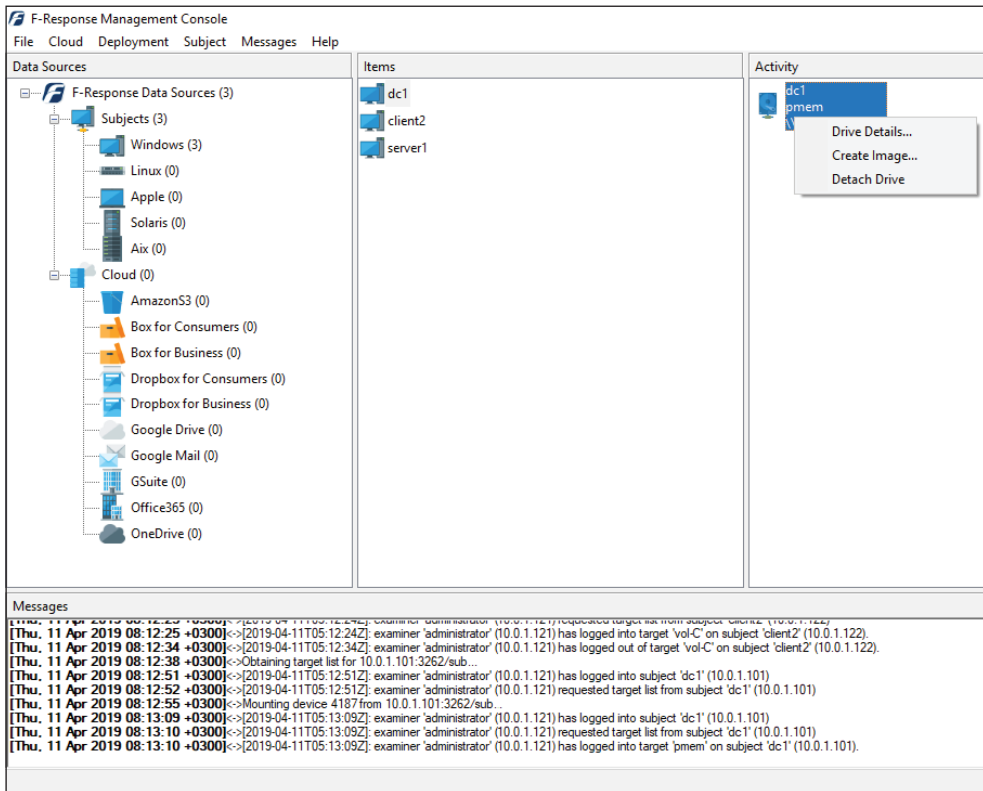 F-Response Management Console
File Cloud Deployment Subject Messages Help
Data Sources
F-Response Data Sources (3)
Subjects (3)
Windows (3)
Linux (0)
Apple (0)
Solaris (0)
Aix (0)
Cloud (0)
AmazonS3 (0)
Box for Consumers (0)
Box for Business (0)
Dropbox for Consumers (0)
Dropbox for Business (0)
Google Drive (0)
Google Mail (0)
GSuite (0)
Office365 (0)
OneDrive (0)
Items
dc1
client2
server1
Activity
dc1
pmem
Drive Details...
Create Image...
Detach Drive
Messages
[Thu, 11 Apr 2019 08:12:25 +0300]<->[2019-04-11T05:12:24Z]: examiner 'administrator' (10.0.1.121) has logged into target 'vol-C' on subject 'client2' (10.0.1.122).
[Thu, 11 Apr 2019 08:12:34 +0300]<->[2019-04-11T05:12:34Z]: examiner 'administrator' (10.0.1.121) has logged out of target 'vol-C' on subject 'client2' (10.0.1.122).
[Thu, 11 Apr 2019 08:12:38 +0300]<->Obtaining target list for 10.0.1.101:3262/sub...
[Thu, 11 Apr 2019 08:12:51 +0300]<->[2019-04-11T05:12:51Z]: examiner 'administrator' (10.0.1.121) has logged into subject 'dc1' (10.0.1.101)
[Thu, 11 Apr 2019 08:12:52 +0300]<->[2019-04-11T05:12:51Z]: examiner 'administrator' (10.0.1.121) requested target list from subject 'dc1' (10.0.1.101)
[Thu, 11 Apr 2019 08:12:55 +0300]<->Mounting device 4187 from 10.0.1.101:3262/sub..
[Thu, 11 Apr 2019 08:13:09 +0300]<->[2019-04-11T05:13:09Z]: examiner 'administrator' (10.0.1.121) has logged into subject 'dc1' (10.0.1.101)
[Thu, 11 Apr 2019 08:13:10 +0300]<->[2019-04-11T05:13:09Z]: examiner 'administrator' (10.0.1.121) requested target list from subject 'dc1' (10.0.1.101)
[Thu, 11 Apr 2019 08:13:10 +0300]<->[2019-04-11T05:13:09Z]: examiner 'administrator' (10.0.1.121) has logged into target 'pmem' on subject 'dc1' (10.0.1.101).